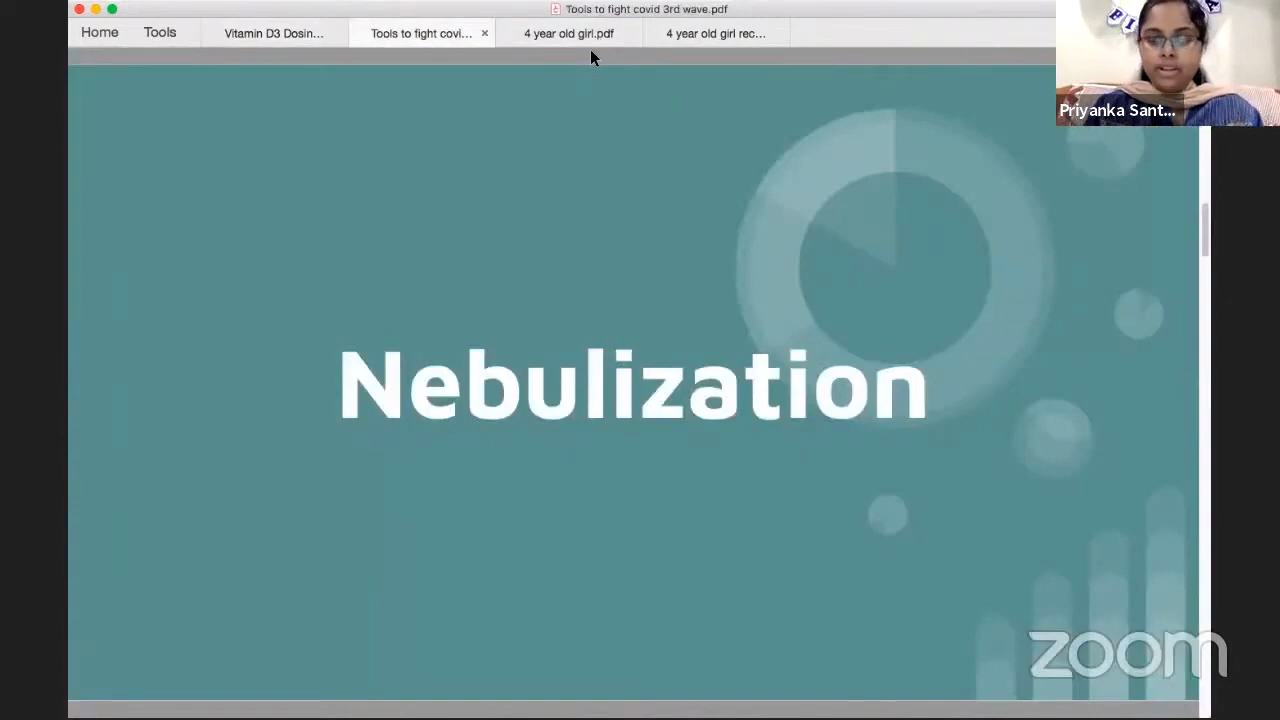 Tools to fight covid 3rd wave.pdf
Home Tools Vitamin D3 Dosin... Tools to fight covi... × 4 year old girl.pdf 4 year old girl rec...
Priyanka Sant...
Nebulization
zoom